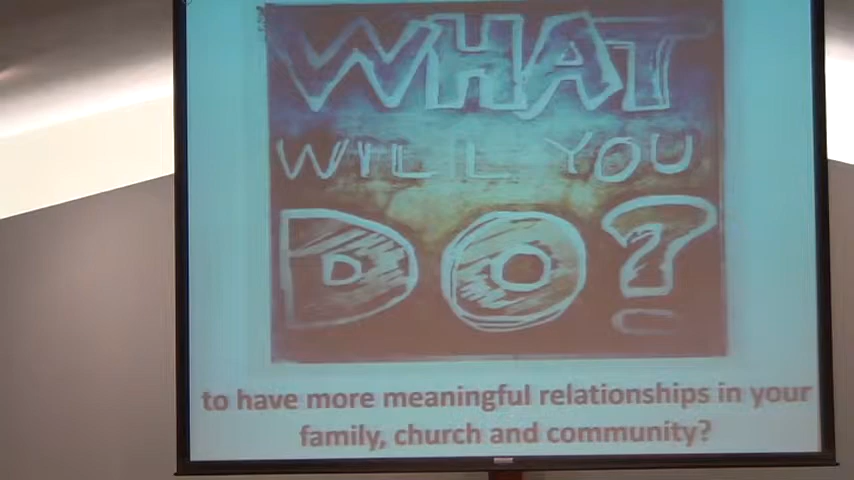 WHAT
WILL YOU
DO?
to have more meaningful relationships in your
family, church and community?